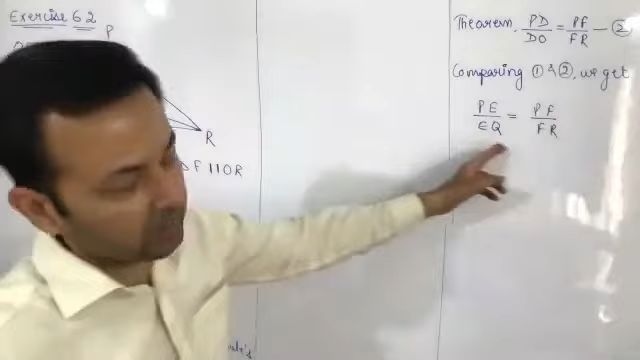 Exercise 6 2
P
R
F || OR
Theorem, PD/DO = PF/FR - ②
Comparing ① & ②, we get
PE/EQ = PF/FR